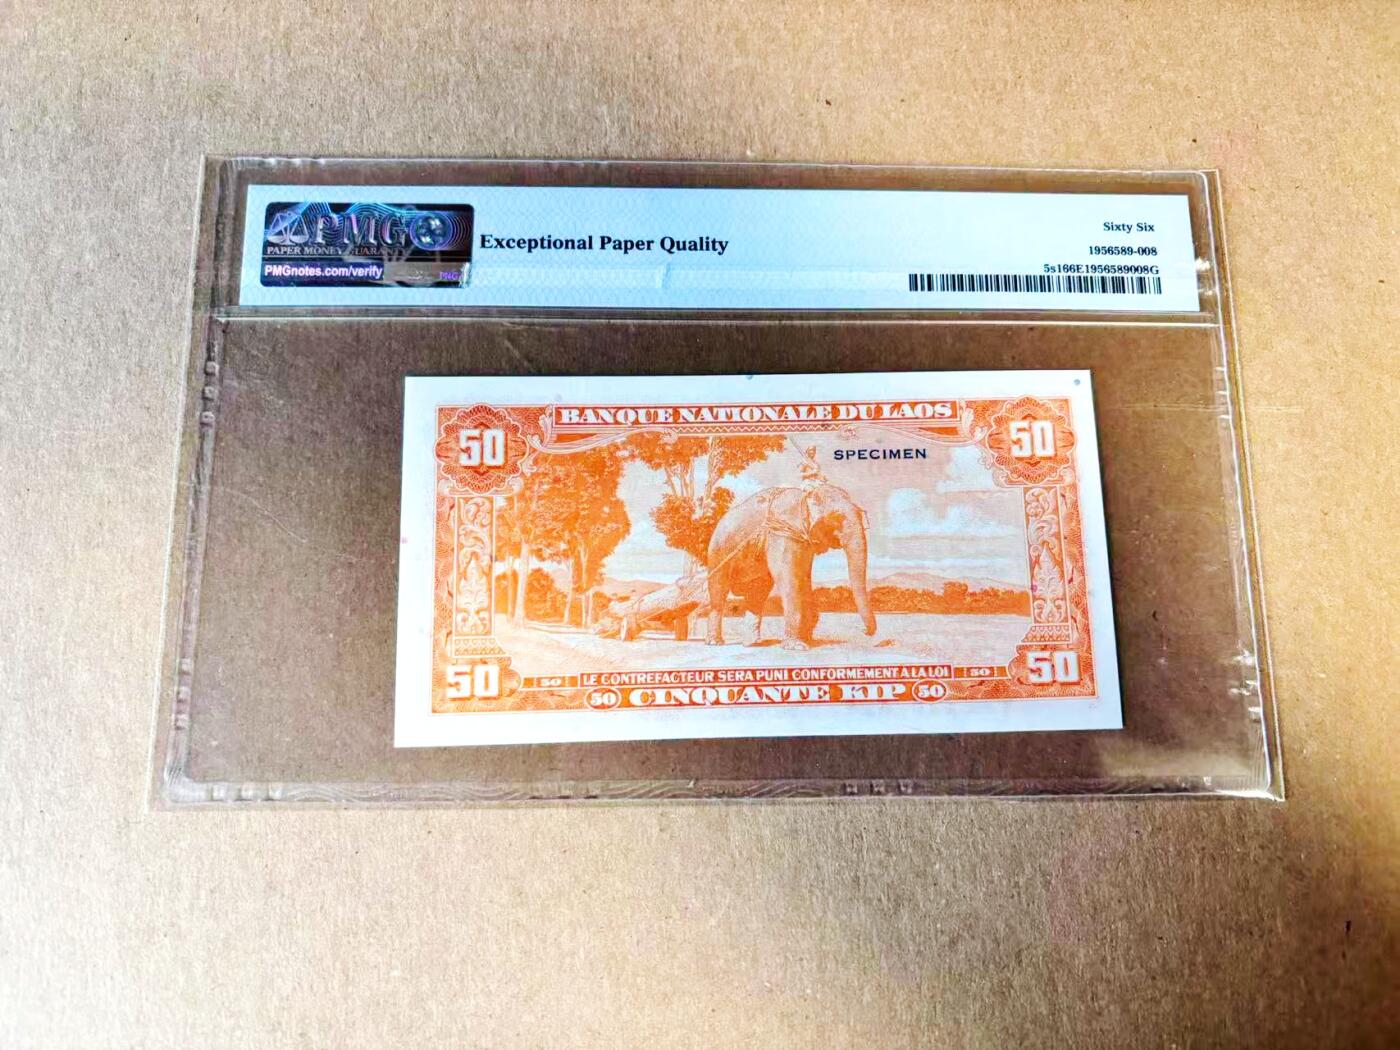 PMG
PAPER MONEY GUARANTY
PMGnotes.com/verify
PMG
Exceptional Paper Quality
Sixty Six
1956589-008
5s166E1956589008G
BANQUE NATIONALE DU LAOS
50
50
SPECIMEN
50
50
50
LE CONTREFACTEUR SERA PUNI CONFORMEMENT A LA LOI
50
50
CINQUANTE KIP
50